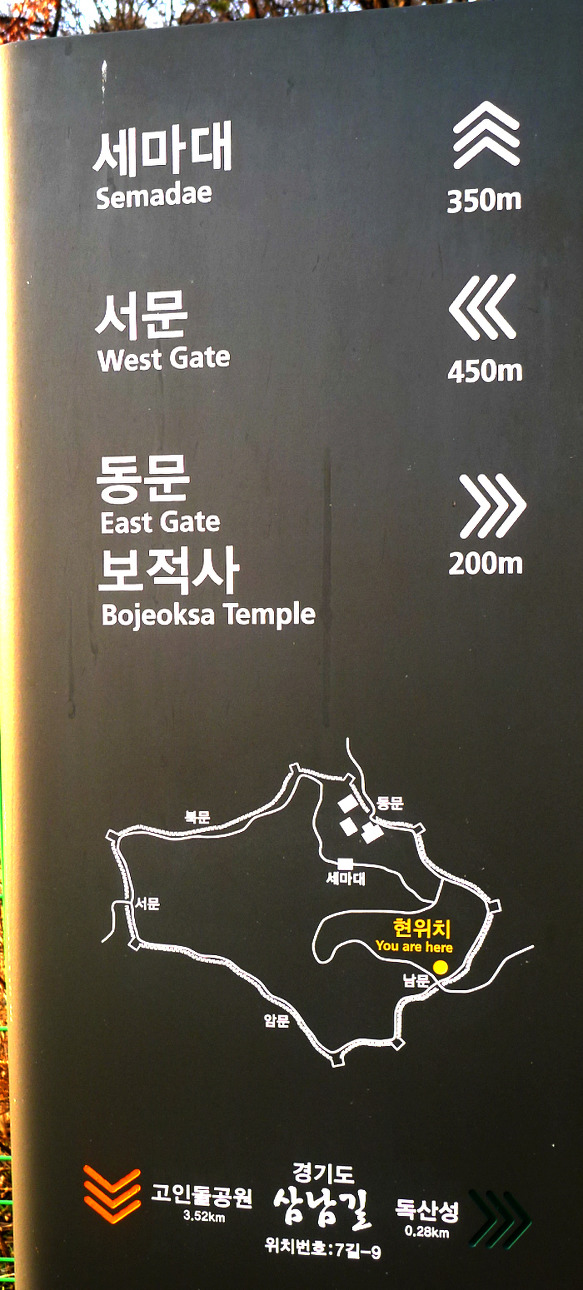 세마대
Semadae
350m
서문
West Gate
450m
동문
East Gate
200m
보적사
Bojeoksa Temple
동문
북문
세마대
서문
현위치
You are here
남문
암문
고인돌공원
3.52km
경기도
삼남길
위치번호:7길-9
독산성
0.28km